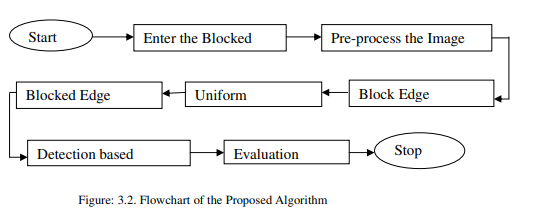 Start
Enter the Blocked
Pre-process the Image
Block Edge
Uniform
Blocked Edge
Detection based
Evaluation
Stop
Figure: 3.2. Flowchart of the Proposed Algorithm